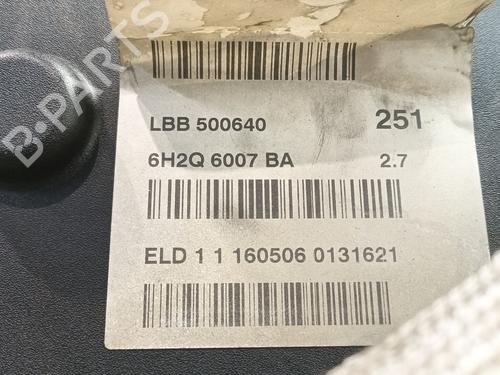 B-PARTS
LBB 500640 251
6H2Q 6007 BA 2.7
ELD 1 1 160506 0131621